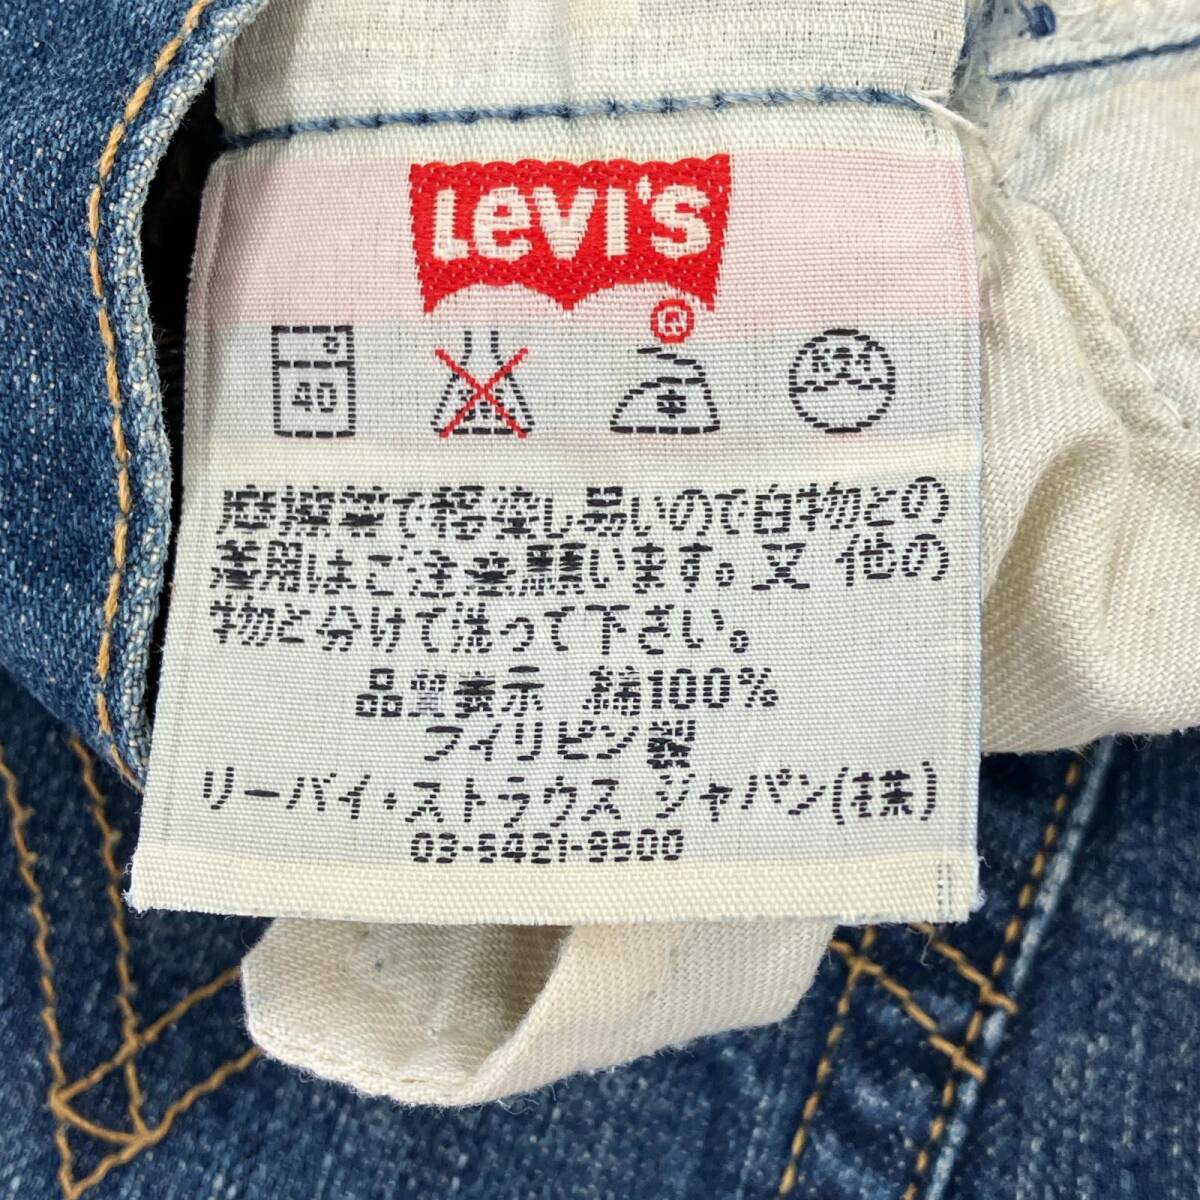 LEVI'S
®
40
中
摩擦等で移染し易いので白物との
着用はご注意願います。又 他の
物と分けて洗って下さい。
品質表示 綿100%
フィリピン製
リーバイ・ストラウス ジャパン(株)
03-5421-9500